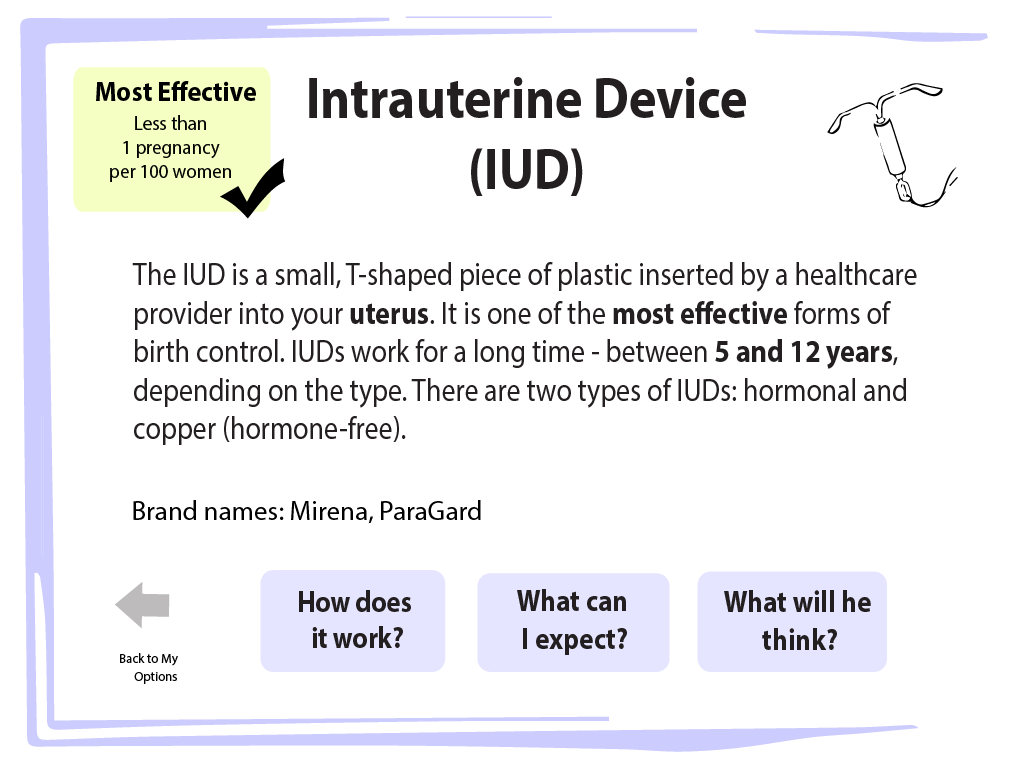 Most Effective
Less than
1 pregnancy
per 100 women
Intrauterine Device
(IUD)
The IUD is a small, T-shaped piece of plastic inserted by a healthcare
provider into your uterus. It is one of the most effective forms of
birth control. IUDs work for a long time - between 5 and 12 years,
depending on the type. There are two types of IUDs: hormonal and
copper (hormone-free).
Brand names: Mirena, ParaGard
Back to My
Options
How does
it work?
What can
I expect?
What will he
think?